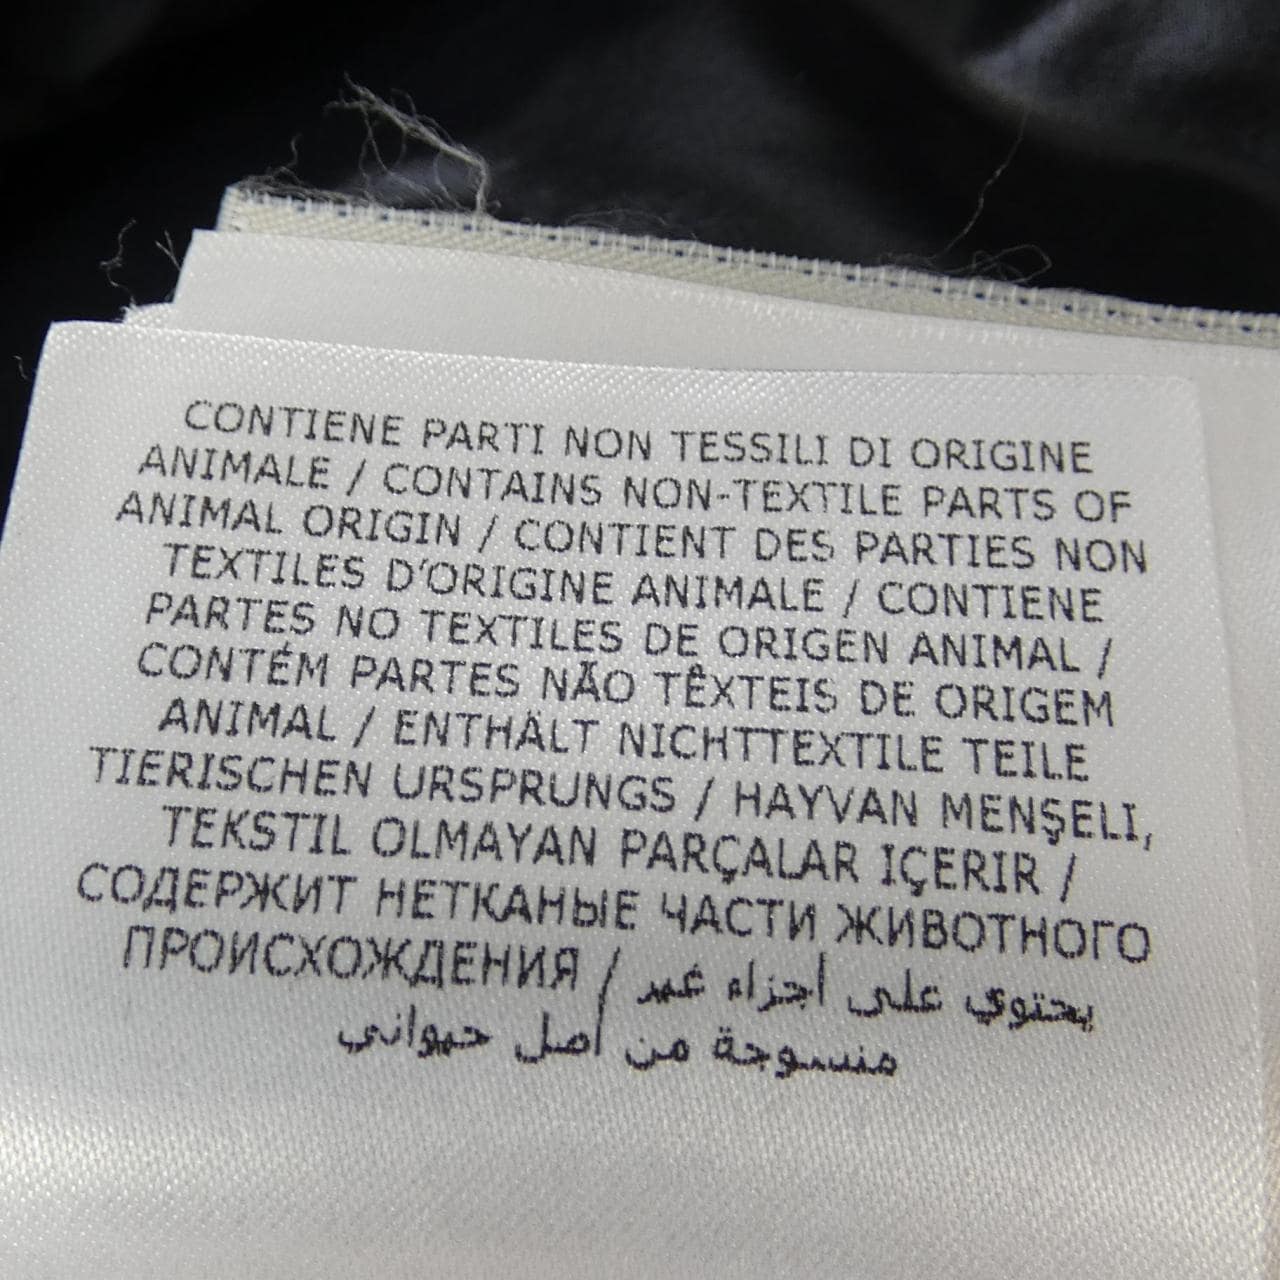 CONTIENE PARTI NON TESSILI DI ORIGINE
ANIMALE / CONTAINS NON-TEXTILE PARTS OF
ANIMAL ORIGIN / CONTIENT DES PARTIES NON
TEXTILES D'ORIGINE ANIMALE / CONTIENE
PARTES NO TEXTILES DE ORIGEN ANIMAL /
CONTÉM PARTES NÃO TÊXTEIS DE ORIGEM
ANIMAL / ENTHÄLT NICHTTEXTILE TEILE
TIERISCHEN URSPRUNGS / HAYVAN MENŞELI,
TEKSTIL OLMAYAN PARÇALAR IÇERIR /
СОДЕРЖИТ НЕТКАНЫЕ ЧАСТИ ЖИВОТНОГО
ПРОИСХОЖДЕНИЯ / يحتوي على أجزاء غير
منسوجة من أصل حيواني